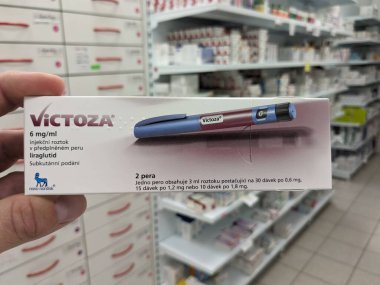 VICTOZA®
6 mg/ml
injekční roztok
v předplněném peru
liraglutid
Subkutánní podání
Victoza®
novo nordisk
2 pera
Jedno pero obsahuje 3 ml roztoku postačující na 30 dávek po 0,6 mg,
15 dávek po 1,2 mg nebo 10 dávek po 1,8 mg.